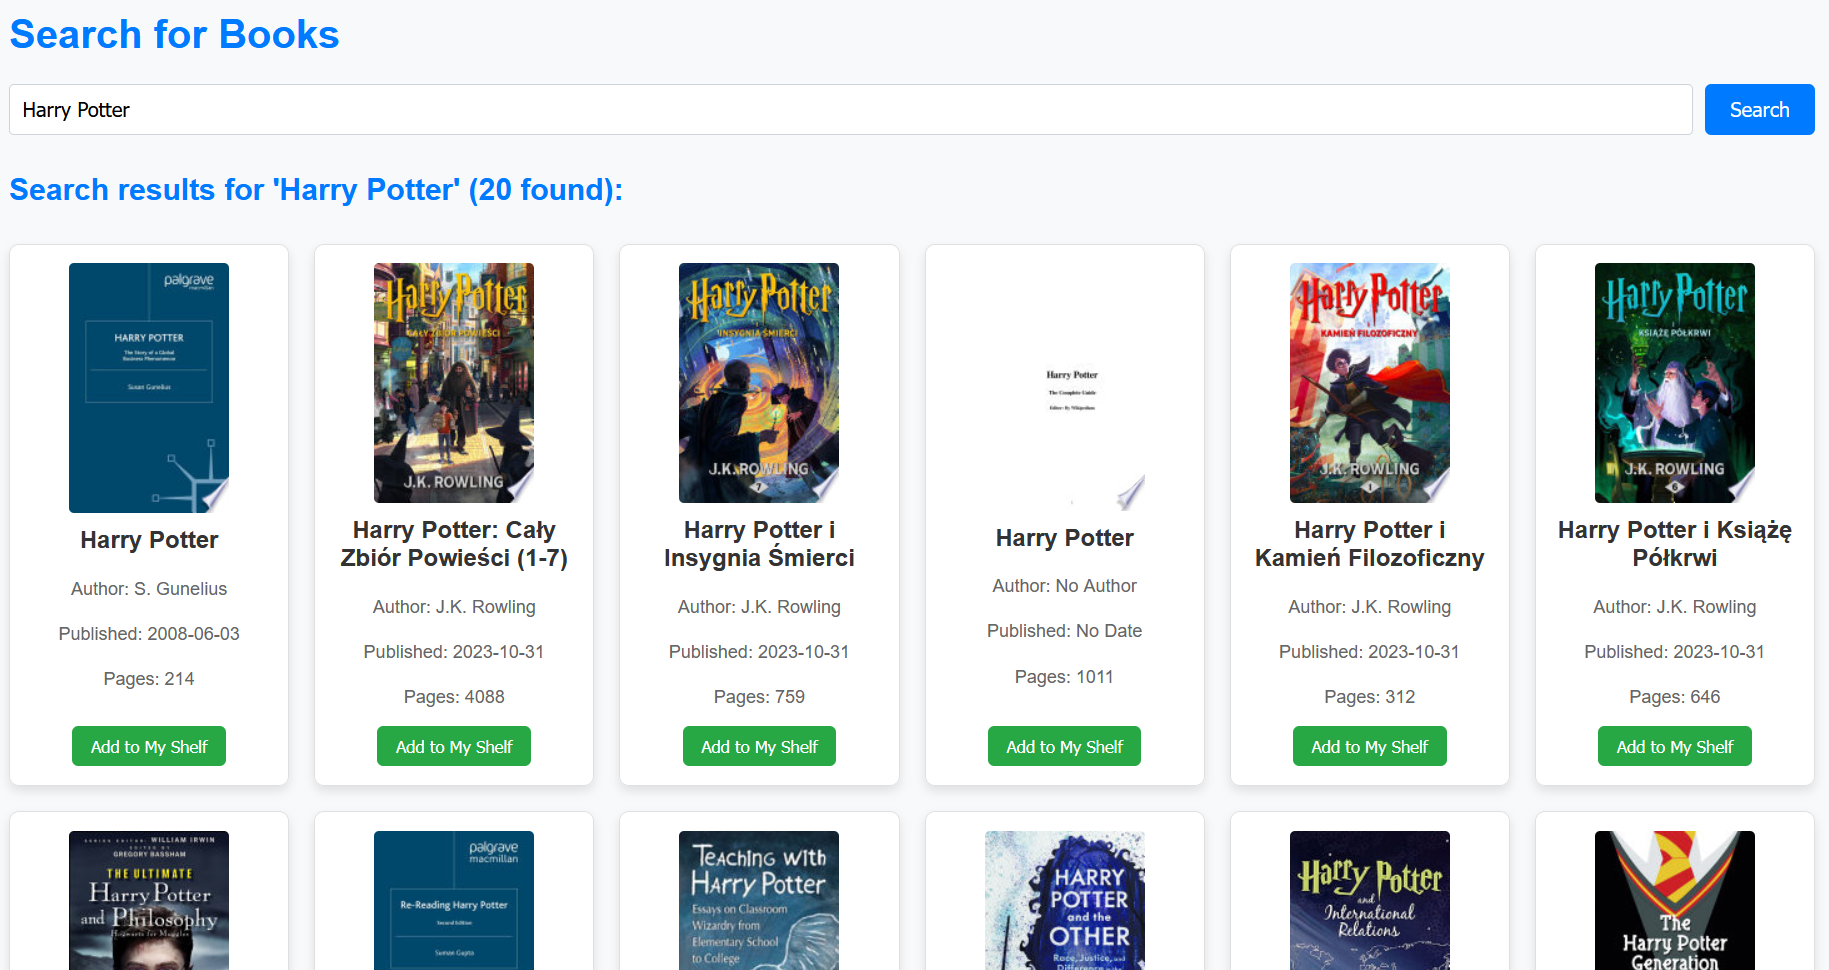 Search for Books
Harry Potter
Search
Search results for 'Harry Potter' (20 found):
palgrave
macmillan
HARRY POTTER
The Story of a Global
Business Phenomenon
Susan Gunelius
Harry Potter
Author: S. Gunelius
Published: 2008-06-03
Pages: 214
Add to My Shelf
Harry Potter
CAŁY ZBIÓR POWIEŚCI
J.K. ROWLING
Harry Potter: Cały
Zbiór Powieści (1-7)
Author: J.K. Rowling
Published: 2023-10-31
Pages: 4088
Add to My Shelf
Harry Potter
I
INSYGNIA ŚMIERCI
J.K. ROWLING
7
Harry Potter i
Insygnia Śmierci
Author: J.K. Rowling
Published: 2023-10-31
Pages: 759
Add to My Shelf
Harry Potter
The Complete Guide
Editor: By Wikipedians
Harry Potter
Author: No Author
Published: No Date
Pages: 1011
Add to My Shelf
Harry Potter
I
KAMIEŃ FILOZOFICZNY
J.K. ROWLING
1
Harry Potter i
Kamień Filozoficzny
Author: J.K. Rowling
Published: 2023-10-31
Pages: 312
Add to My Shelf
Harry Potter
I
KSIĄŻĘ PÓŁKRWI
J.K. ROWLING
6
Harry Potter i Książę
Półkrwi
Author: J.K. Rowling
Published: 2023-10-31
Pages: 646
Add to My Shelf
SERIES EDITOR: WILLIAM IRWIN
EDITED BY
GREGORY BASSHAM
THE ULTIMATE
Harry Potter
and Philosophy
Hogwarts for Muggles
palgrave
macmillan
Re-Reading Harry Potter
Second Edition
Suman Gupta
TEACHING WITH
HARRY POTTER
Essays on Classroom
Wizardry from
Elementary School
to College
HARRY
POTTER
and the
OTHER
Race, Justice, and
Difference in the
Harry Potter
and
International
Relations
The
Harry Potter
Generation